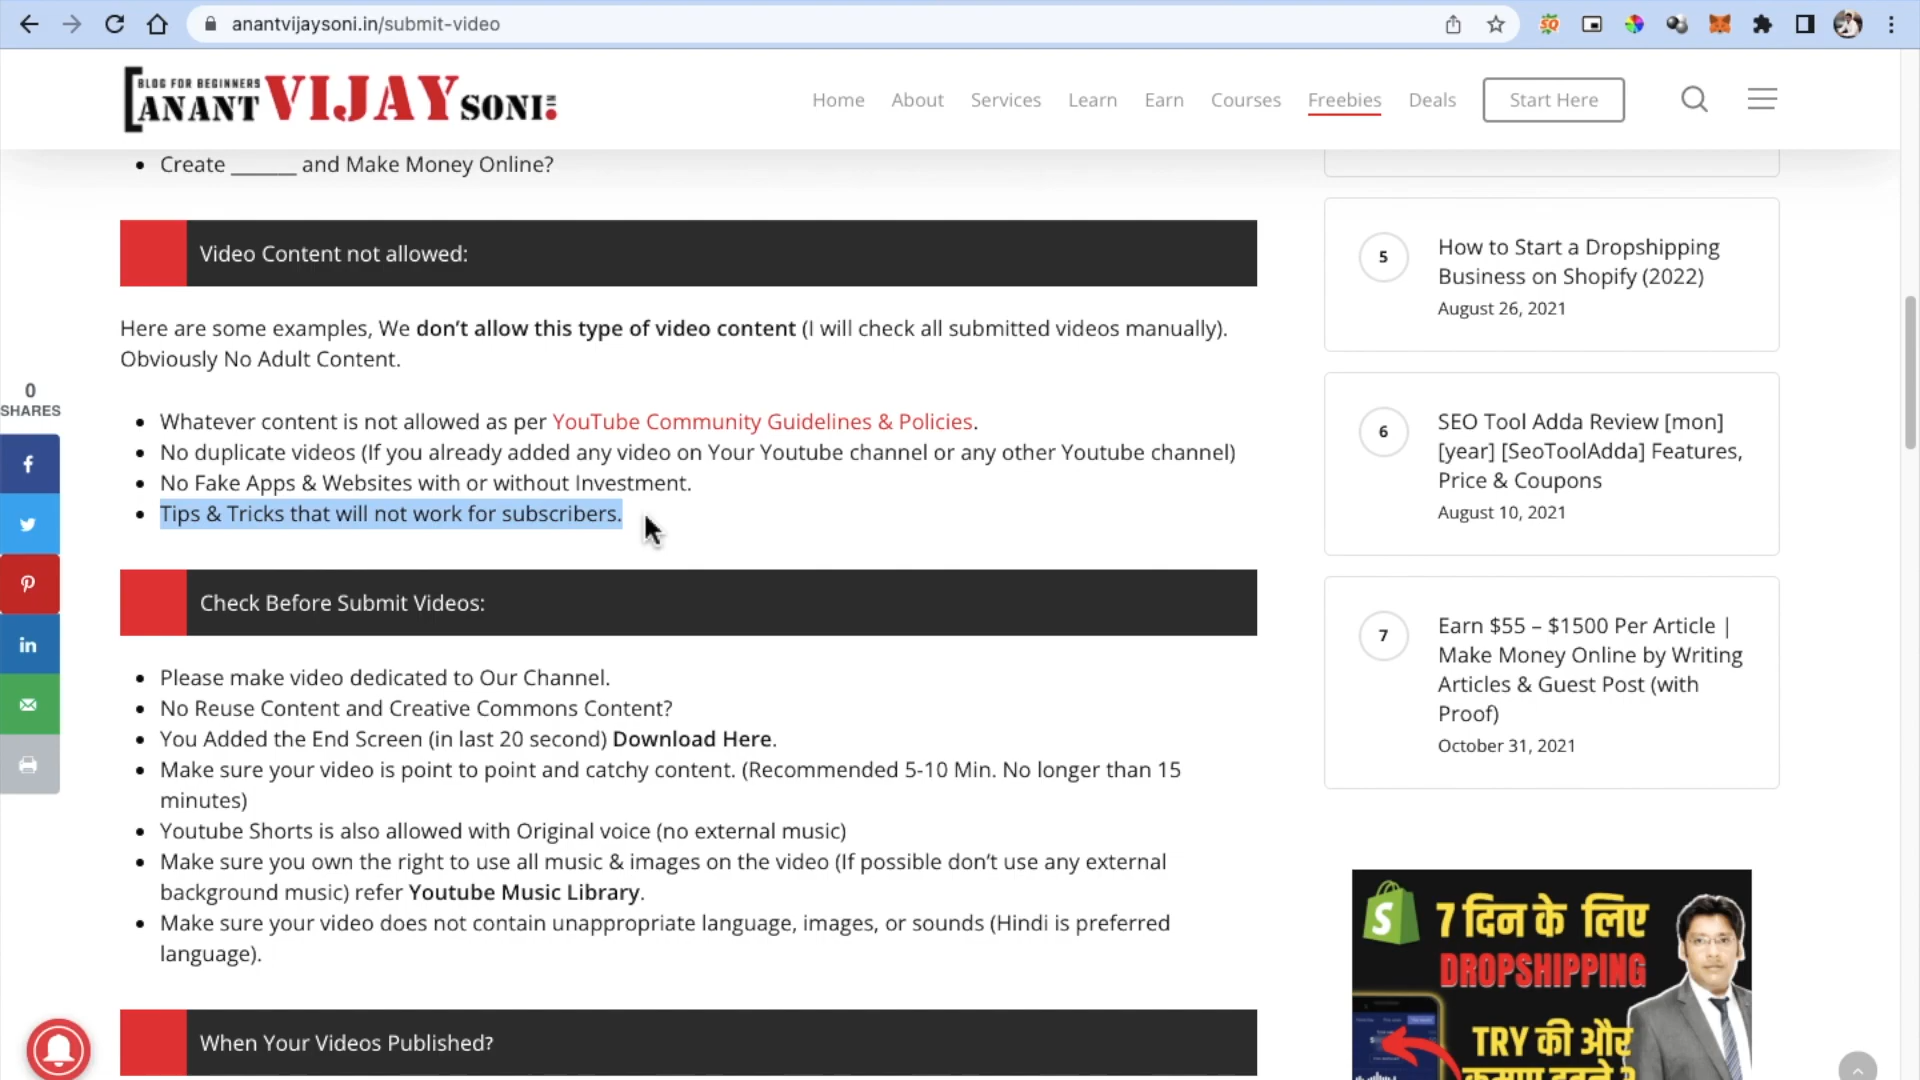 anantvijaysoni.in/submit-video
BLOG FOR BEGINNERS
ANANT VIJAY SONI.IN
Home About Services Learn Earn Courses Freebies Deals Start Here
• Create ______ and Make Money Online?
Video Content not allowed:
Here are some examples, We don't allow this type of video content (I will check all submitted videos manually).
Obviously No Adult Content.
• Whatever content is not allowed as per YouTube Community Guidelines & Policies.
• No duplicate videos (If you already added any video on Your Youtube channel or any other Youtube channel)
• No Fake Apps & Websites with or without Investment.
• Tips & Tricks that will not work for subscribers.
Check Before Submit Videos:
• Please make video dedicated to Our Channel.
• No Reuse Content and Creative Commons Content?
• You Added the End Screen (in last 20 second) Download Here.
• Make sure your video is point to point and catchy content. (Recommended 5-10 Min. No longer than 15
minutes)
• Youtube Shorts is also allowed with Original voice (no external music)
• Make sure you own the right to use all music & images on the video (If possible don't use any external
background music) refer Youtube Music Library.
• Make sure your video does not contain unappropriate language, images, or sounds (Hindi is preferred
language).
When Your Videos Published?
0
SHARES
5
How to Start a Dropshipping
Business on Shopify (2022)
August 26, 2021
6
SEO Tool Adda Review [mon]
[year] [SeoToolAdda] Features,
Price & Coupons
August 10, 2021
7
Earn $55 – $1500 Per Article |
Make Money Online by Writing
Articles & Guest Post (with
Proof)
October 31, 2021
7 दिन के लिए
DROPSHIPPING
TRY की और